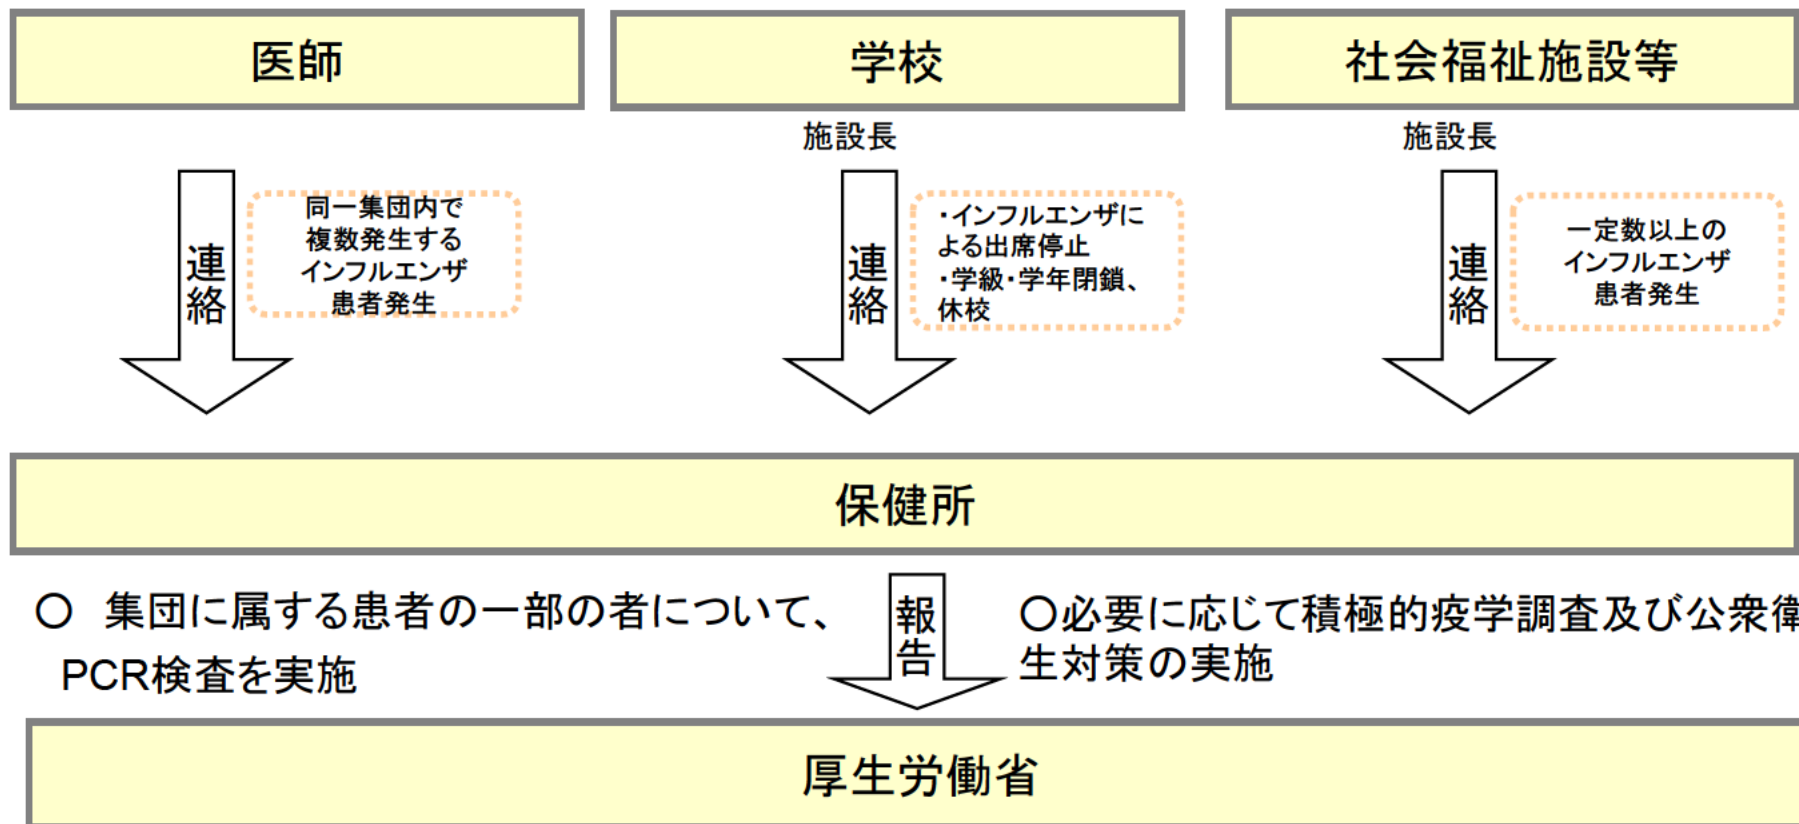 医師
学校
社会福祉施設等
施設長
施設長
連絡
同一集団内で
複数発生する
インフルエンザ
患者発生
連絡
・インフルエンザに
よる出席停止
・学級・学年閉鎖、
休校
連絡
一定数以上の
インフルエンザ
患者発生
保健所
〇 集団に属する患者の一部の者について、
PCR検査を実施
報告
〇必要に応じて積極的疫学調査及び公衆衛
生対策の実施
厚生労働省